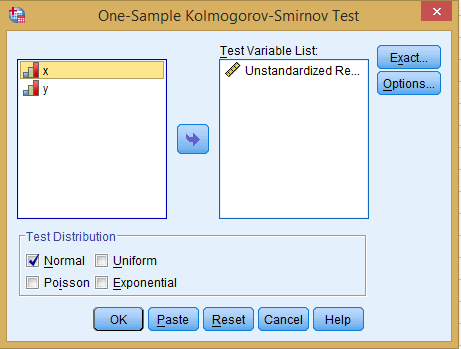 One-Sample Kolmogorov-Smirnov Test
x
y
Test Variable List:
Unstandardized Re...
Exact...
Options...
Test Distribution
Normal
Uniform
Poisson
Exponential
OK
Paste
Reset
Cancel
Help